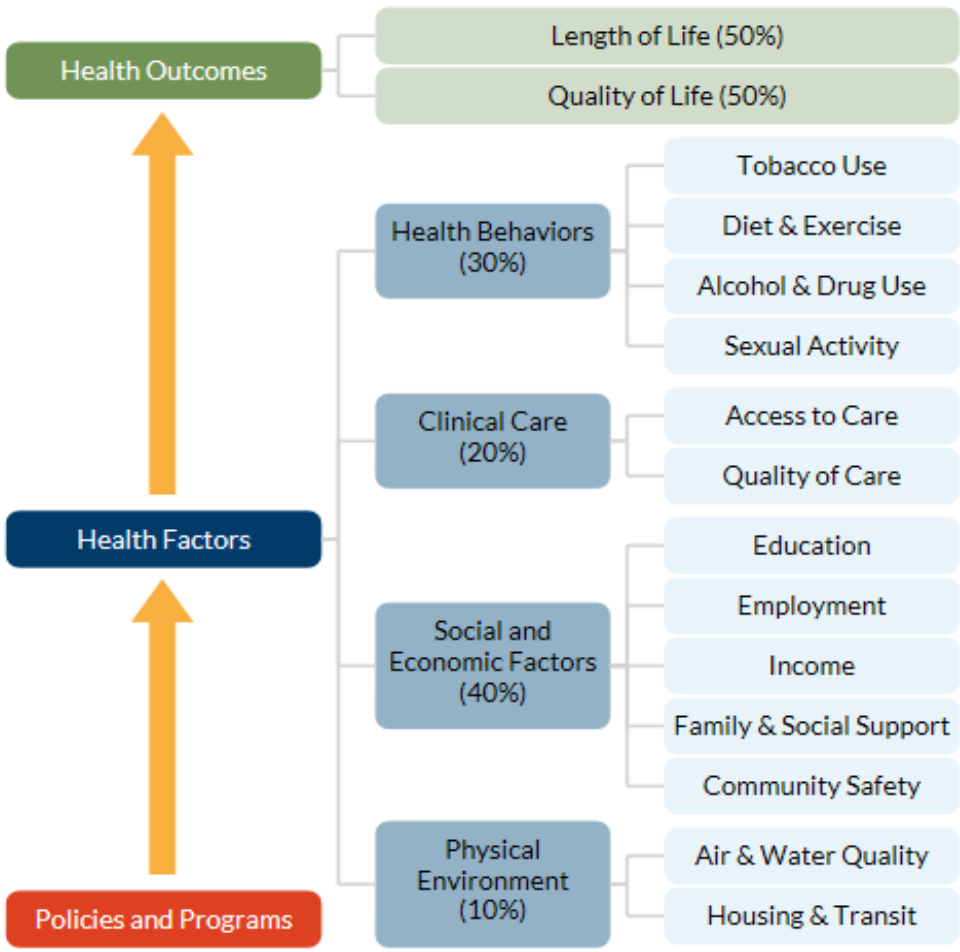 Health Outcomes
Length of Life (50%)
Quality of Life (50%)
Health Factors
Health Behaviors
(30%)
Tobacco Use
Diet & Exercise
Alcohol & Drug Use
Sexual Activity
Clinical Care
(20%)
Access to Care
Quality of Care
Social and
Economic Factors
(40%)
Education
Employment
Income
Family & Social Support
Community Safety
Physical
Environment
(10%)
Air & Water Quality
Housing & Transit
Policies and Programs